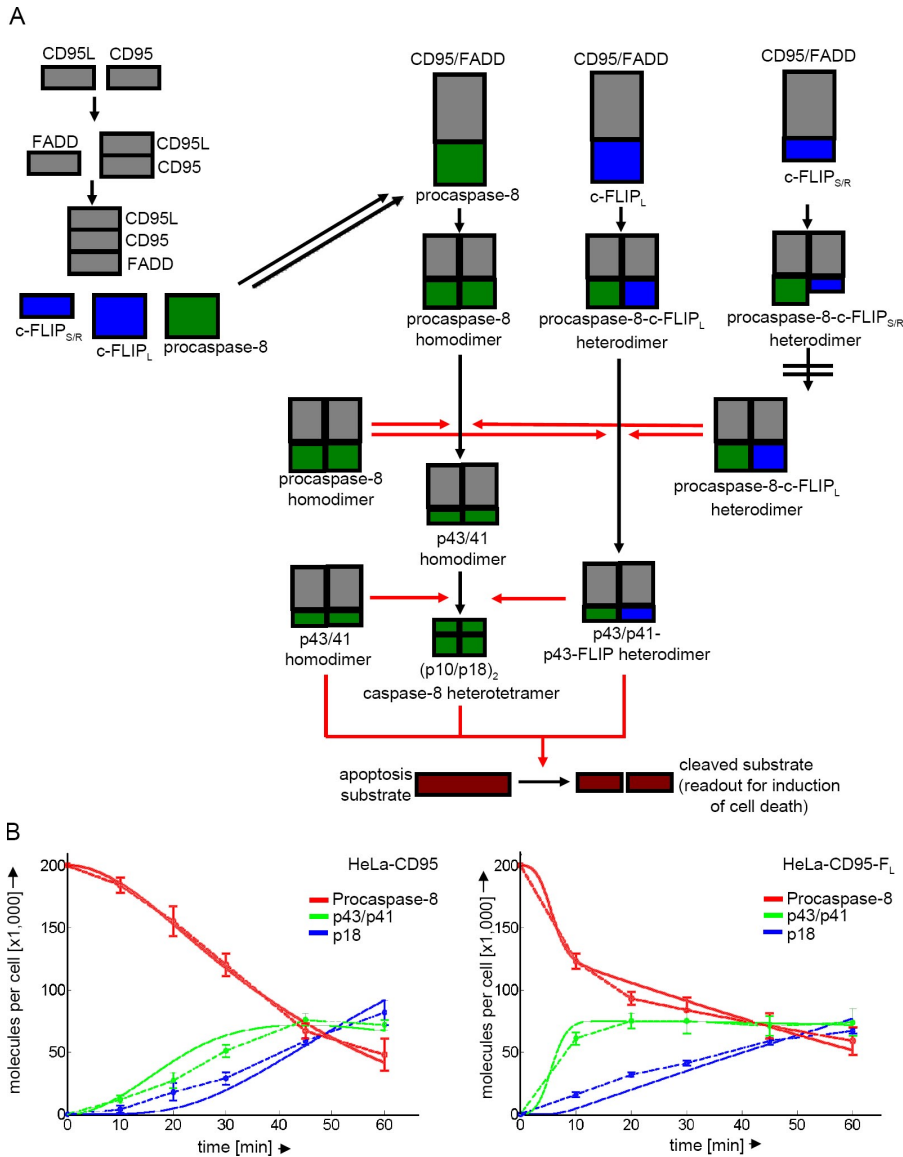 A
CD95L CD95
FADD
CD95L
CD95
CD95L
CD95
FADD
c-FLIPS/R
c-FLIPL
procaspase-8
CD95/FADD
procaspase-8
CD95/FADD
c-FLIPL
CD95/FADD
c-FLIPS/R
procaspase-8
homodimer
procaspase-8-c-FLIPL
heterodimer
procaspase-8-c-FLIPS/R
heterodimer
procaspase-8
homodimer
procaspase-8-c-FLIPL
heterodimer
p43/41
homodimer
p43/41
homodimer
(p10/p18)2
caspase-8 heterotetramer
p43/p41-
p43-FLIP heterodimer
apoptosis
substrate
cleaved substrate
(readout for induction
of cell death)
B
HeLa-CD95
Procaspase-8
p43/p41
p18
molecules per cell [x1,000]
200
150
100
50
0
0 10 20 30 40 50 60
time [min]
HeLa-CD95-FL
Procaspase-8
p43/p41
p18
molecules per cell [x1,000]
200
150
100
50
0
0 10 20 30 40 50 60
time [min]